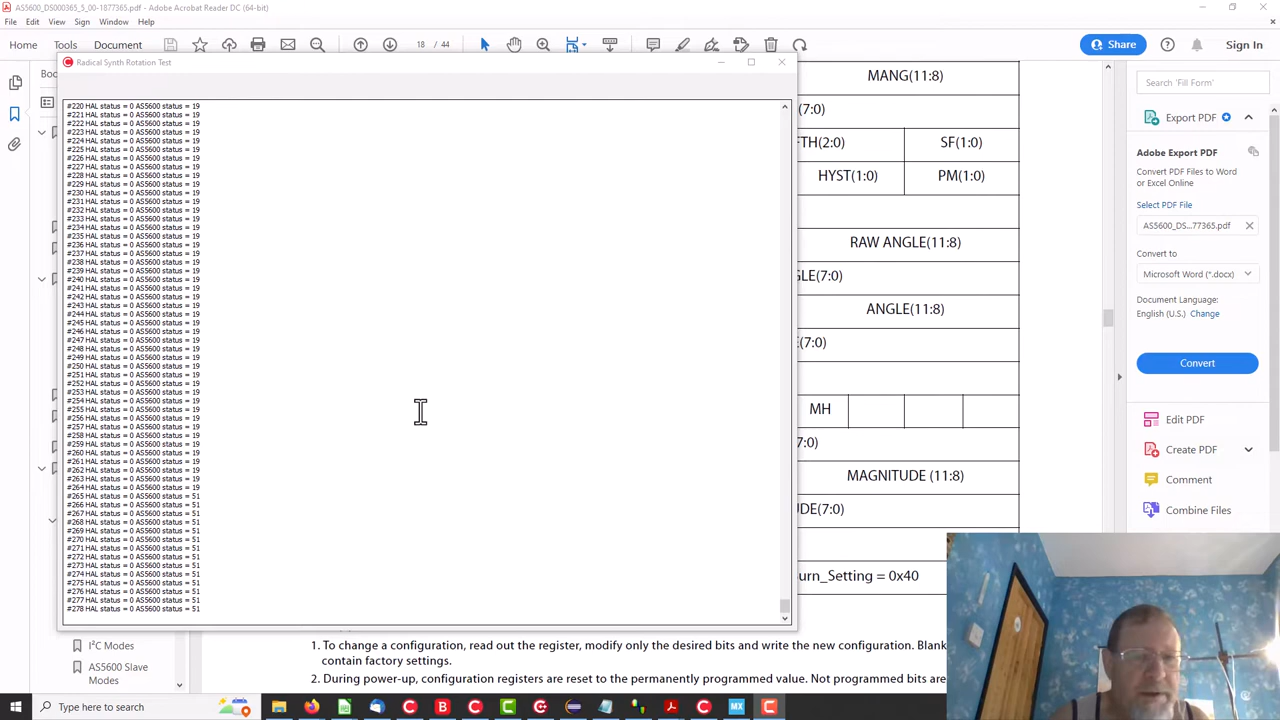 AS5600_DS000365_5_00-1877365.pdf - Adobe Acrobat Reader DC (64-bit)
File Edit View Sign Window Help
Home Tools Document 18 / 44 Share Sign In
Radical Synth Rotation Test
#220 HAL status = 0 AS5600 status = 19
#221 HAL status = 0 AS5600 status = 19
#222 HAL status = 0 AS5600 status = 19
#223 HAL status = 0 AS5600 status = 19
#224 HAL status = 0 AS5600 status = 19
#225 HAL status = 0 AS5600 status = 19
#226 HAL status = 0 AS5600 status = 19
#227 HAL status = 0 AS5600 status = 19
#228 HAL status = 0 AS5600 status = 19
#229 HAL status = 0 AS5600 status = 19
#230 HAL status = 0 AS5600 status = 19
#231 HAL status = 0 AS5600 status = 19
#232 HAL status = 0 AS5600 status = 19
#233 HAL status = 0 AS5600 status = 19
#234 HAL status = 0 AS5600 status = 19
#235 HAL status = 0 AS5600 status = 19
#236 HAL status = 0 AS5600 status = 19
#237 HAL status = 0 AS5600 status = 19
#238 HAL status = 0 AS5600 status = 19
#239 HAL status = 0 AS5600 status = 19
#240 HAL status = 0 AS5600 status = 19
#241 HAL status = 0 AS5600 status = 19
#242 HAL status = 0 AS5600 status = 19
#243 HAL status = 0 AS5600 status = 19
#244 HAL status = 0 AS5600 status = 19
#245 HAL status = 0 AS5600 status = 19
#246 HAL status = 0 AS5600 status = 19
#247 HAL status = 0 AS5600 status = 19
#248 HAL status = 0 AS5600 status = 19
#249 HAL status = 0 AS5600 status = 19
#250 HAL status = 0 AS5600 status = 19
#251 HAL status = 0 AS5600 status = 19
#252 HAL status = 0 AS5600 status = 19
#253 HAL status = 0 AS5600 status = 19
#254 HAL status = 0 AS5600 status = 19
#255 HAL status = 0 AS5600 status = 19
#256 HAL status = 0 AS5600 status = 19
#257 HAL status = 0 AS5600 status = 19
#258 HAL status = 0 AS5600 status = 19
#259 HAL status = 0 AS5600 status = 19
#260 HAL status = 0 AS5600 status = 19
#261 HAL status = 0 AS5600 status = 19
#262 HAL status = 0 AS5600 status = 19
#263 HAL status = 0 AS5600 status = 19
#264 HAL status = 0 AS5600 status = 19
#265 HAL status = 0 AS5600 status = 51
#266 HAL status = 0 AS5600 status = 51
#267 HAL status = 0 AS5600 status = 51
#268 HAL status = 0 AS5600 status = 51
#269 HAL status = 0 AS5600 status = 51
#270 HAL status = 0 AS5600 status = 51
#271 HAL status = 0 AS5600 status = 51
#272 HAL status = 0 AS5600 status = 51
#273 HAL status = 0 AS5600 status = 51
#274 HAL status = 0 AS5600 status = 51
#275 HAL status = 0 AS5600 status = 51
#276 HAL status = 0 AS5600 status = 51
#277 HAL status = 0 AS5600 status = 51
#278 HAL status = 0 AS5600 status = 51
Boo
I²C Modes
AS5600 Slave
Modes
MANG(11:8)
(7:0)
FTH(2:0) SF(1:0)
HYST(1:0) PM(1:0)
RAW ANGLE(11:8)
GLE(7:0)
ANGLE(11:8)
E(7:0)
MH
7:0)
MAGNITUDE (11:8)
UDE(7:0)
urn_Setting = 0x40
1. To change a configuration, read out the register, modify only the desired bits and write the new configuration. Blank
contain factory settings.
2. During power-up, configuration registers are reset to the permanently programmed value. Not programmed bits are
Search 'Fill Form'
Export PDF
Adobe Export PDF
Convert PDF Files to Word
or Excel Online
Select PDF File
AS5600_DS...77365.pdf
Convert to
Microsoft Word (*.docx)
Document Language:
English (U.S.) Change
Convert
Edit PDF
Create PDF
Comment
Combine Files
Type here to search